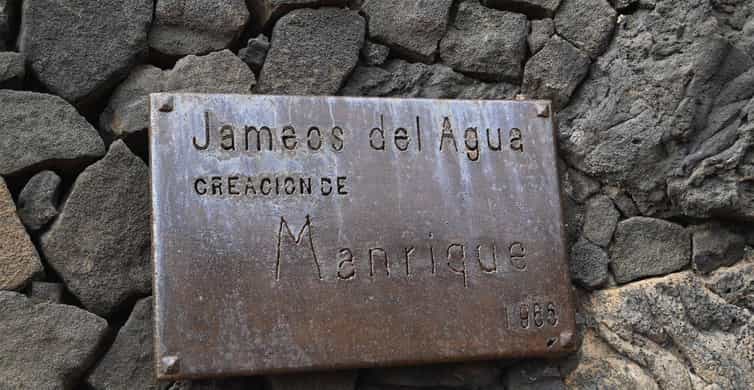 Jameos del Agua
CREACION DE
Manrique
1966